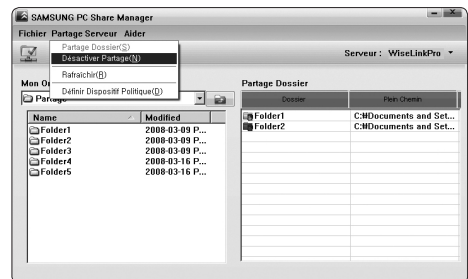 SAMSUNG PC Share Manager
Fichier Partage Serveur Aider
Partage Dossier(S)
Désactiver Partage(N)
Rafraîchir(R)
Définir Dispositif Politique(D)
Serveur : WiseLinkPro
Mon Or
Partage
Name Modified
Folder1 2008-03-09 P...
Folder2 2008-03-09 P...
Folder3 2008-03-09 P...
Folder4 2008-03-16 P...
Folder5 2008-03-16 P...
Partage Dossier
Dossier Plein Chemin
Folder1 C:₩Documents and Set...
Folder2 C:₩Documents and Set...